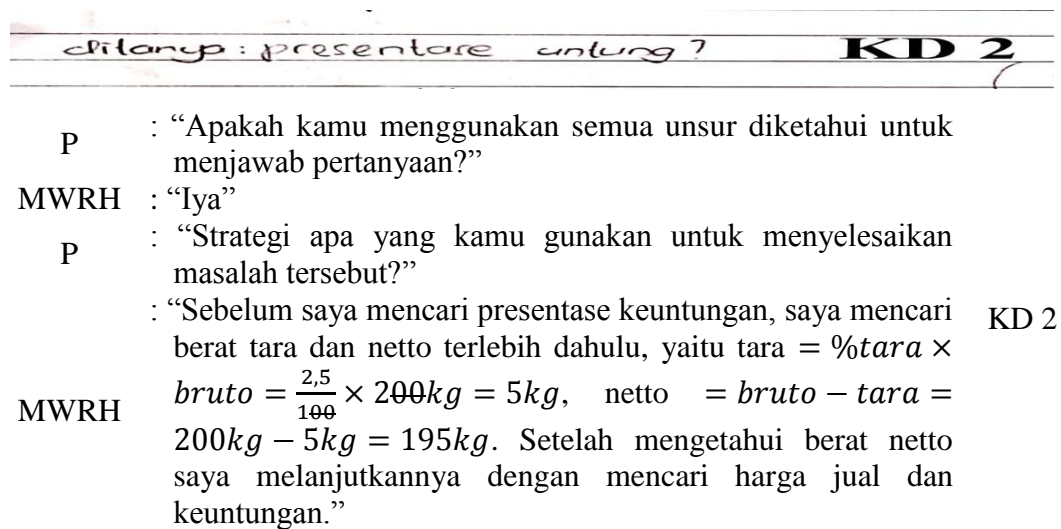 ditanya : presentase untung ? KD 2
P : “Apakah kamu menggunakan semua unsur diketahui untuk
menjawab pertanyaan?”
MWRH : “Iya”
P : “Strategi apa yang kamu gunakan untuk menyelesaikan
masalah tersebut?”
: “Sebelum saya mencari presentase keuntungan, saya mencari KD 2
berat tara dan netto terlebih dahulu, yaitu tara = %tara ×
MWRH bruto = 2,5/100 × 200kg = 5kg, netto = bruto − tara =
200kg − 5kg = 195kg. Setelah mengetahui berat netto
saya melanjutkannya dengan mencari harga jual dan
keuntungan.”